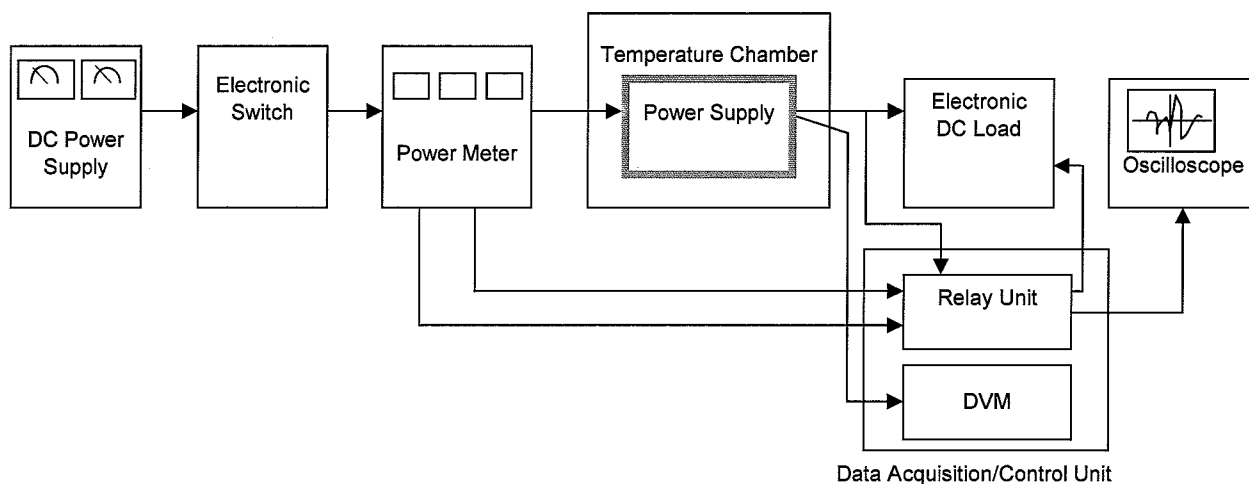 DC Power
Supply
Electronic
Switch
Power Meter
Temperature Chamber
Power Supply
Electronic
DC Load
Oscilloscope
Relay Unit
DVM
Data Acquisition/Control Unit